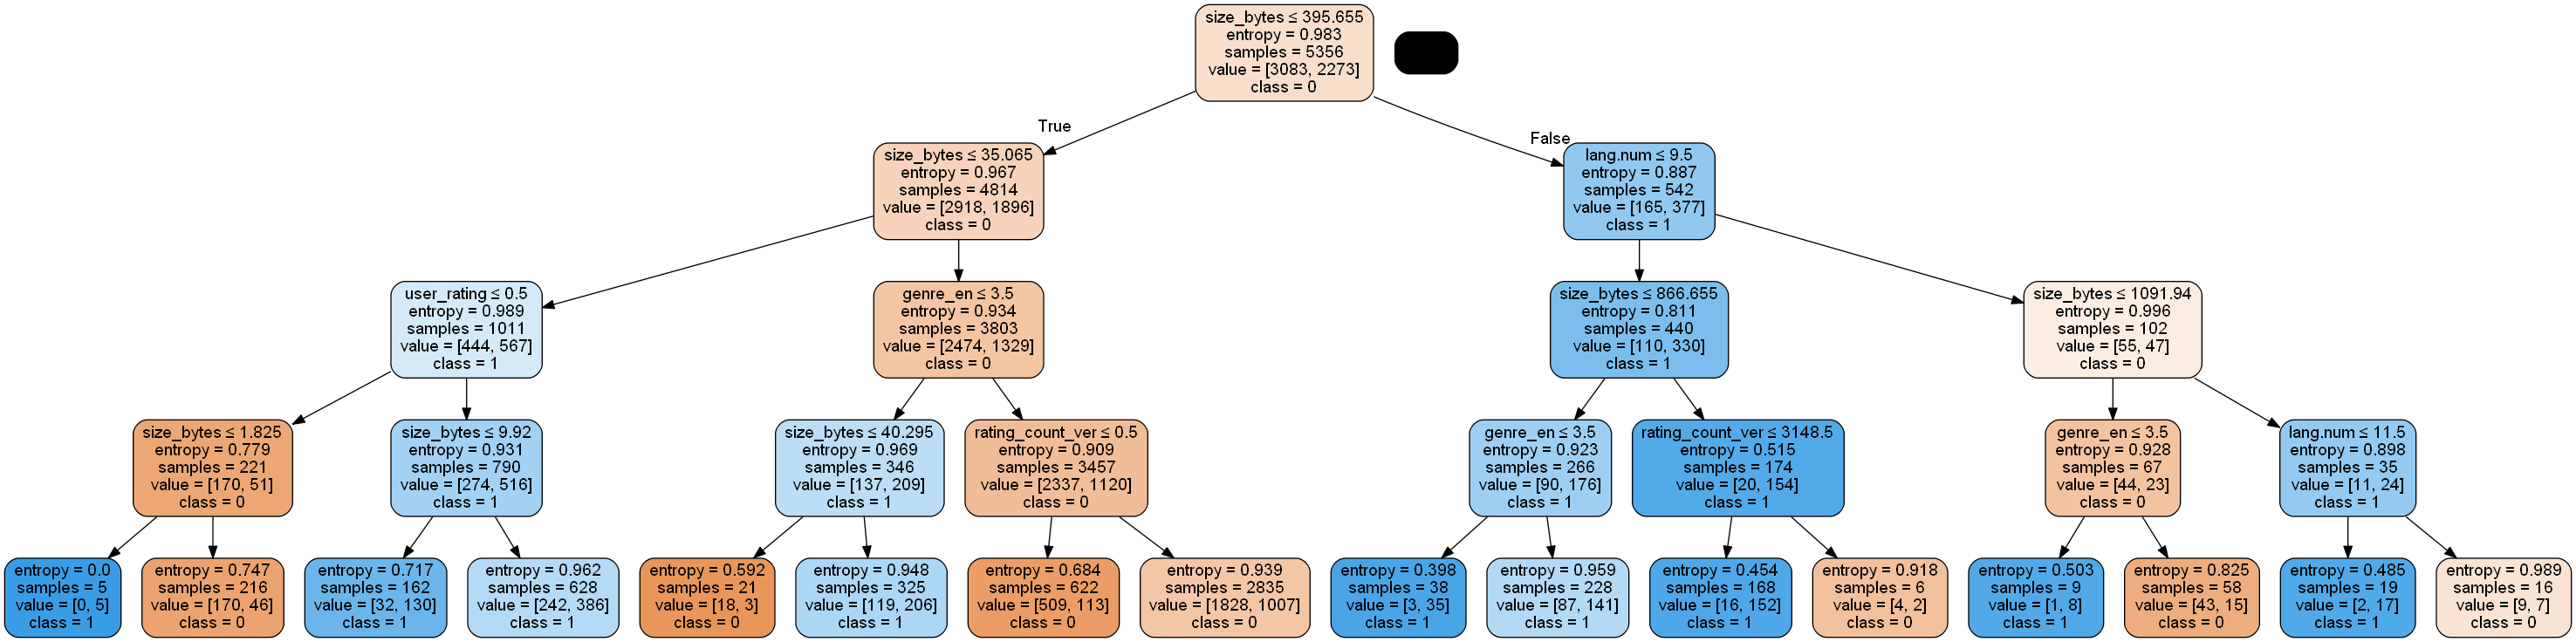 size_bytes ≤ 395.655
entropy = 0.983
samples = 5356
value = [3083, 2273]
class = 0
True
False
size_bytes ≤ 35.065
entropy = 0.967
samples = 4814
value = [2918, 1896]
class = 0
lang.num ≤ 9.5
entropy = 0.887
samples = 542
value = [165, 377]
class = 1
user_rating ≤ 0.5
entropy = 0.989
samples = 1011
value = [444, 567]
class = 1
genre_en ≤ 3.5
entropy = 0.934
samples = 3803
value = [2474, 1329]
class = 0
size_bytes ≤ 866.655
entropy = 0.811
samples = 440
value = [110, 330]
class = 1
size_bytes ≤ 1091.94
entropy = 0.996
samples = 102
value = [55, 47]
class = 0
size_bytes ≤ 1.825
entropy = 0.779
samples = 221
value = [170, 51]
class = 0
size_bytes ≤ 9.92
entropy = 0.931
samples = 790
value = [274, 516]
class = 1
size_bytes ≤ 40.295
entropy = 0.969
samples = 346
value = [137, 209]
class = 1
rating_count_ver ≤ 0.5
entropy = 0.909
samples = 3457
value = [2337, 1120]
class = 0
genre_en ≤ 3.5
entropy = 0.923
samples = 266
value = [90, 176]
class = 1
rating_count_ver ≤ 3148.5
entropy = 0.515
samples = 174
value = [20, 154]
class = 1
genre_en ≤ 3.5
entropy = 0.928
samples = 67
value = [44, 23]
class = 0
lang.num ≤ 11.5
entropy = 0.898
samples = 35
value = [11, 24]
class = 1
entropy = 0.0
samples = 5
value = [0, 5]
class = 1
entropy = 0.747
samples = 216
value = [170, 46]
class = 0
entropy = 0.717
samples = 162
value = [32, 130]
class = 1
entropy = 0.962
samples = 628
value = [242, 386]
class = 1
entropy = 0.592
samples = 21
value = [18, 3]
class = 0
entropy = 0.948
samples = 325
value = [119, 206]
class = 1
entropy = 0.684
samples = 622
value = [509, 113]
class = 0
entropy = 0.939
samples = 2835
value = [1828, 1007]
class = 0
entropy = 0.398
samples = 38
value = [3, 35]
class = 1
entropy = 0.959
samples = 228
value = [87, 141]
class = 1
entropy = 0.454
samples = 168
value = [16, 152]
class = 1
entropy = 0.918
samples = 6
value = [4, 2]
class = 0
entropy = 0.503
samples = 9
value = [1, 8]
class = 1
entropy = 0.825
samples = 58
value = [43, 15]
class = 0
entropy = 0.485
samples = 19
value = [2, 17]
class = 1
entropy = 0.989
samples = 16
value = [9, 7]
class = 0